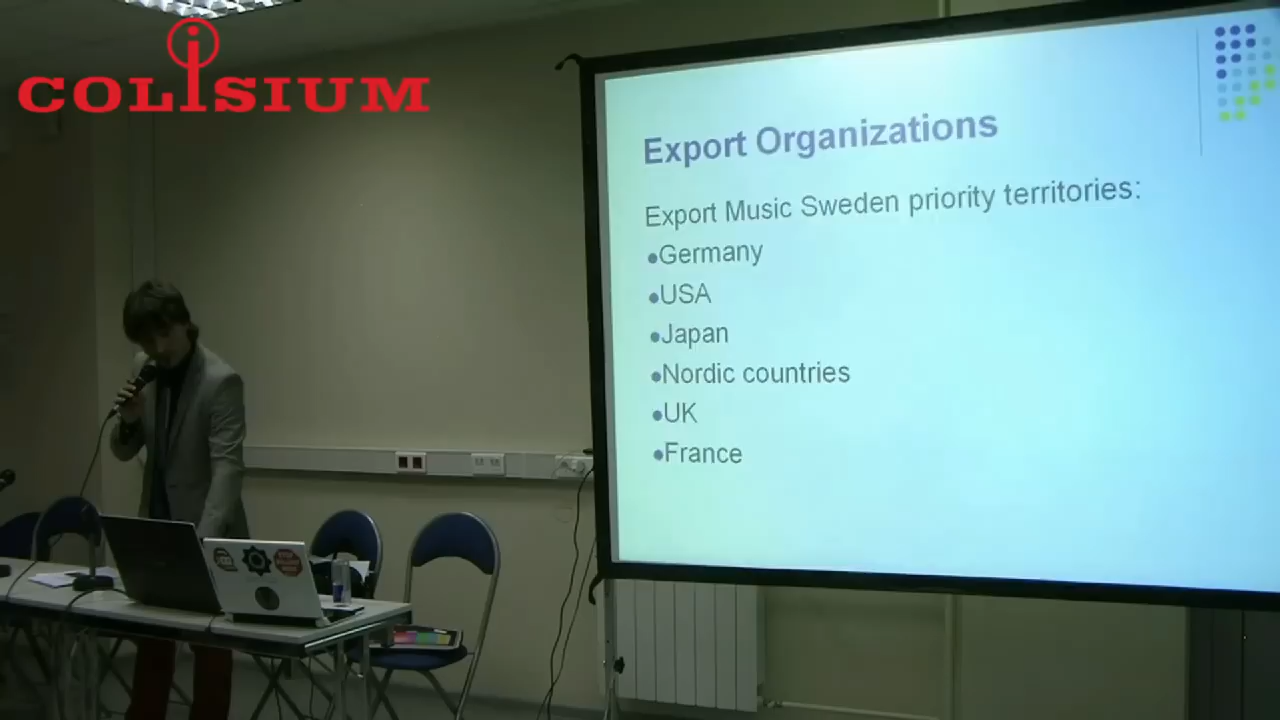 COLISIUM
Export Organizations
Export Music Sweden priority territories:
•Germany
•USA
•Japan
•Nordic countries
•UK
•France